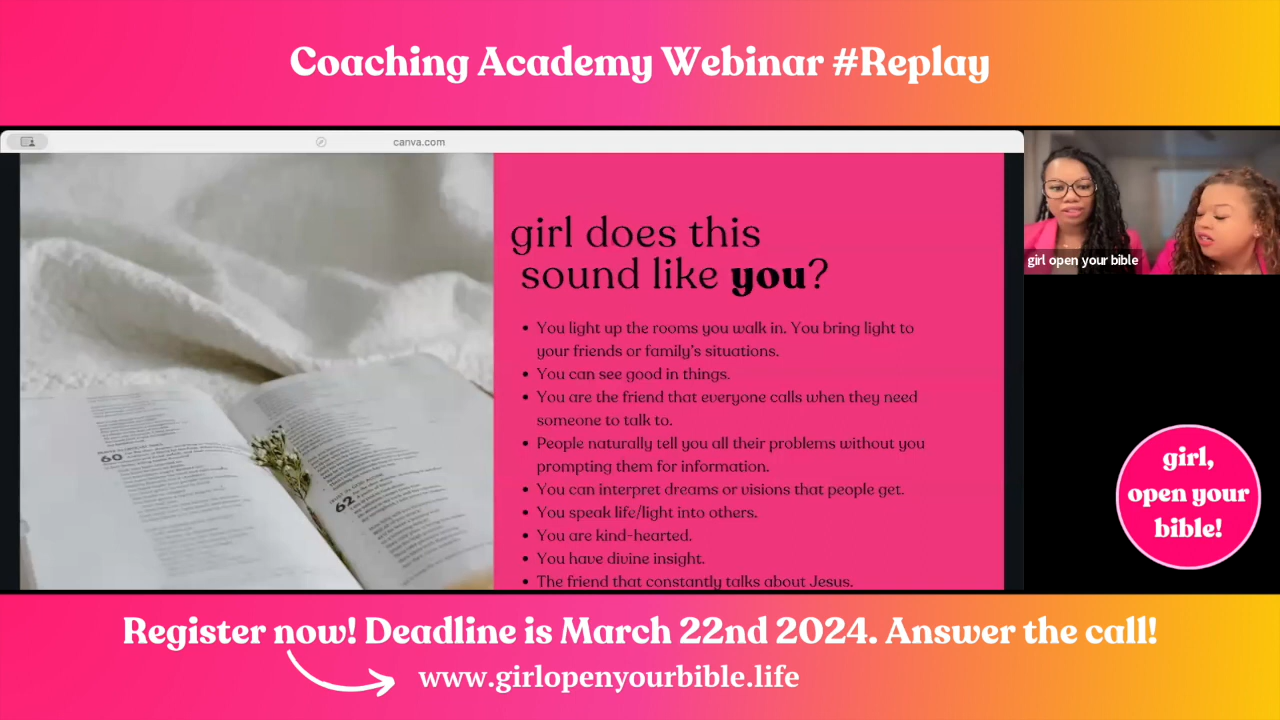 Coaching Academy Webinar #Replay
canva.com
girl does this
sound like you?
• You light up the rooms you walk in. You bring light to
your friends or family's situations.
• You can see good in things.
• You are the friend that everyone calls when they need
someone to talk to.
• People naturally tell you all their problems without you
prompting them for information.
• You can interpret dreams or visions that people get.
• You speak life/light into others.
• You are kind-hearted.
• You have divine insight.
• The friend that constantly talks about Jesus.
60
62
girl open your bible
girl,
open your
bible!
Register now! Deadline is March 22nd 2024. Answer the call!
www.girlopenyourbible.life